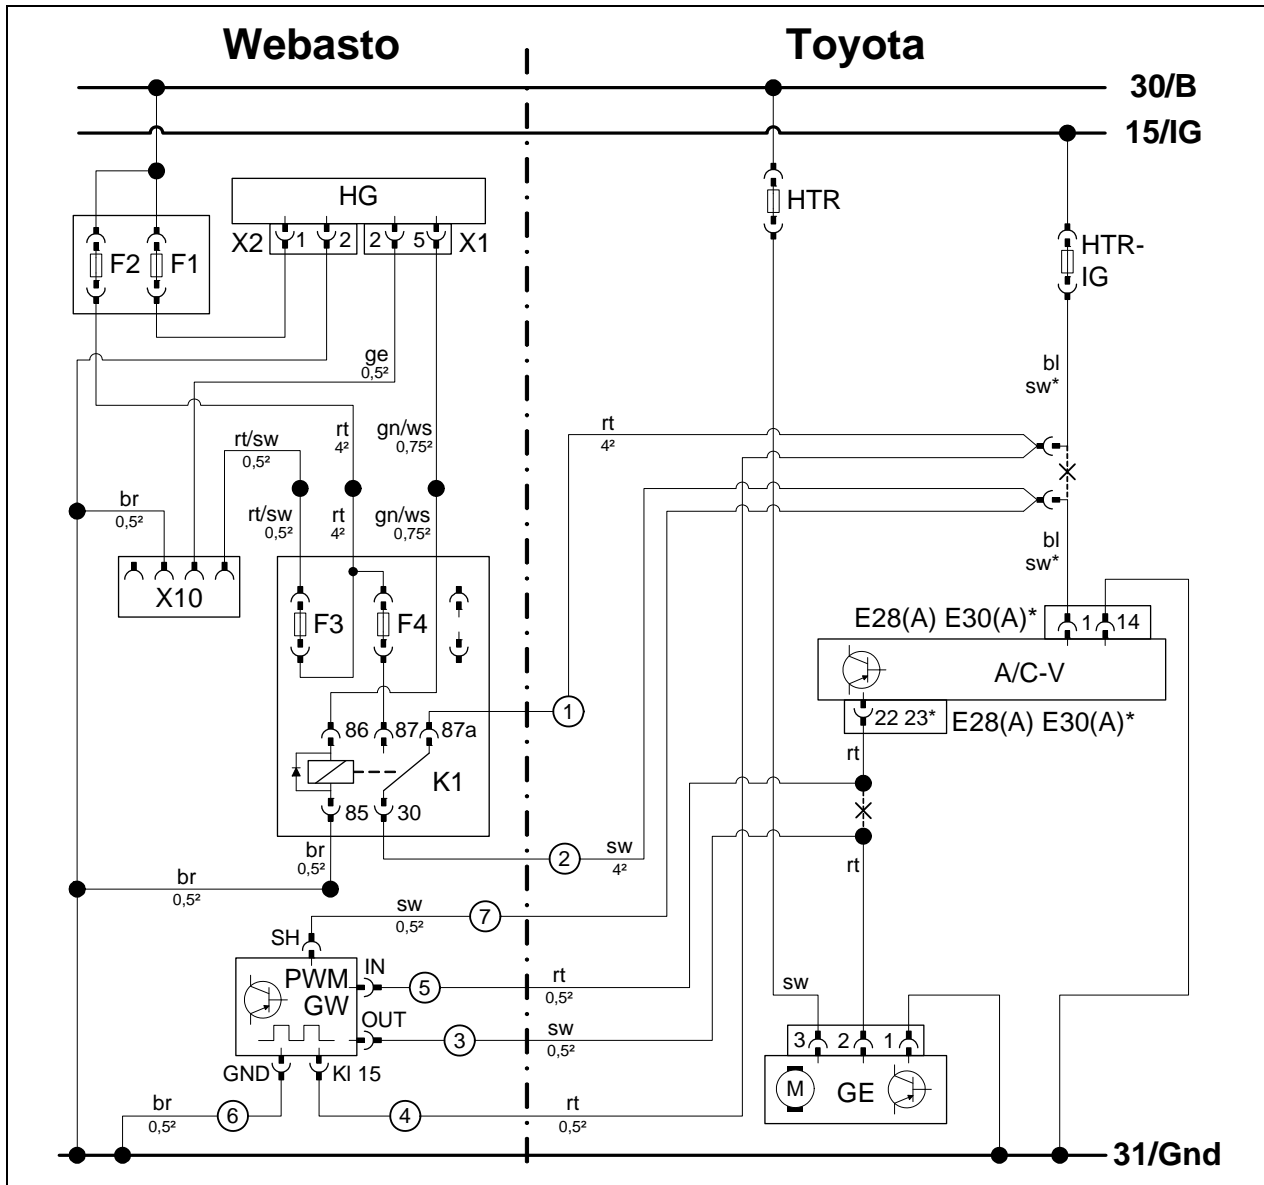 Webasto
Toyota
30/B
15/IG
HG
HTR
X2
1
2
2
5
X1
F2
F1
HTR-
IG
ge
0,5²
bl
sw*
rt/sw
0,5²
rt
4²
gn/ws
0,75²
rt
4²
br
0,5²
rt/sw
0,5²
rt
4²
gn/ws
0,75²
bl
sw*
X10
F3
F4
E28(A) E30(A)*
1
14
A/C-V
1
86
87
87a
22 23*
E28(A) E30(A)*
rt
K1
85
30
br
0,5²
2
sw
4²
rt
br
0,5²
sw
0,5²
7
SH
PWM
GW
IN
5
rt
0,5²
sw
OUT
3
sw
0,5²
3
2
1
GND
Kl 15
M
GE
br
0,5²
6
4
rt
0,5²
31/Gnd